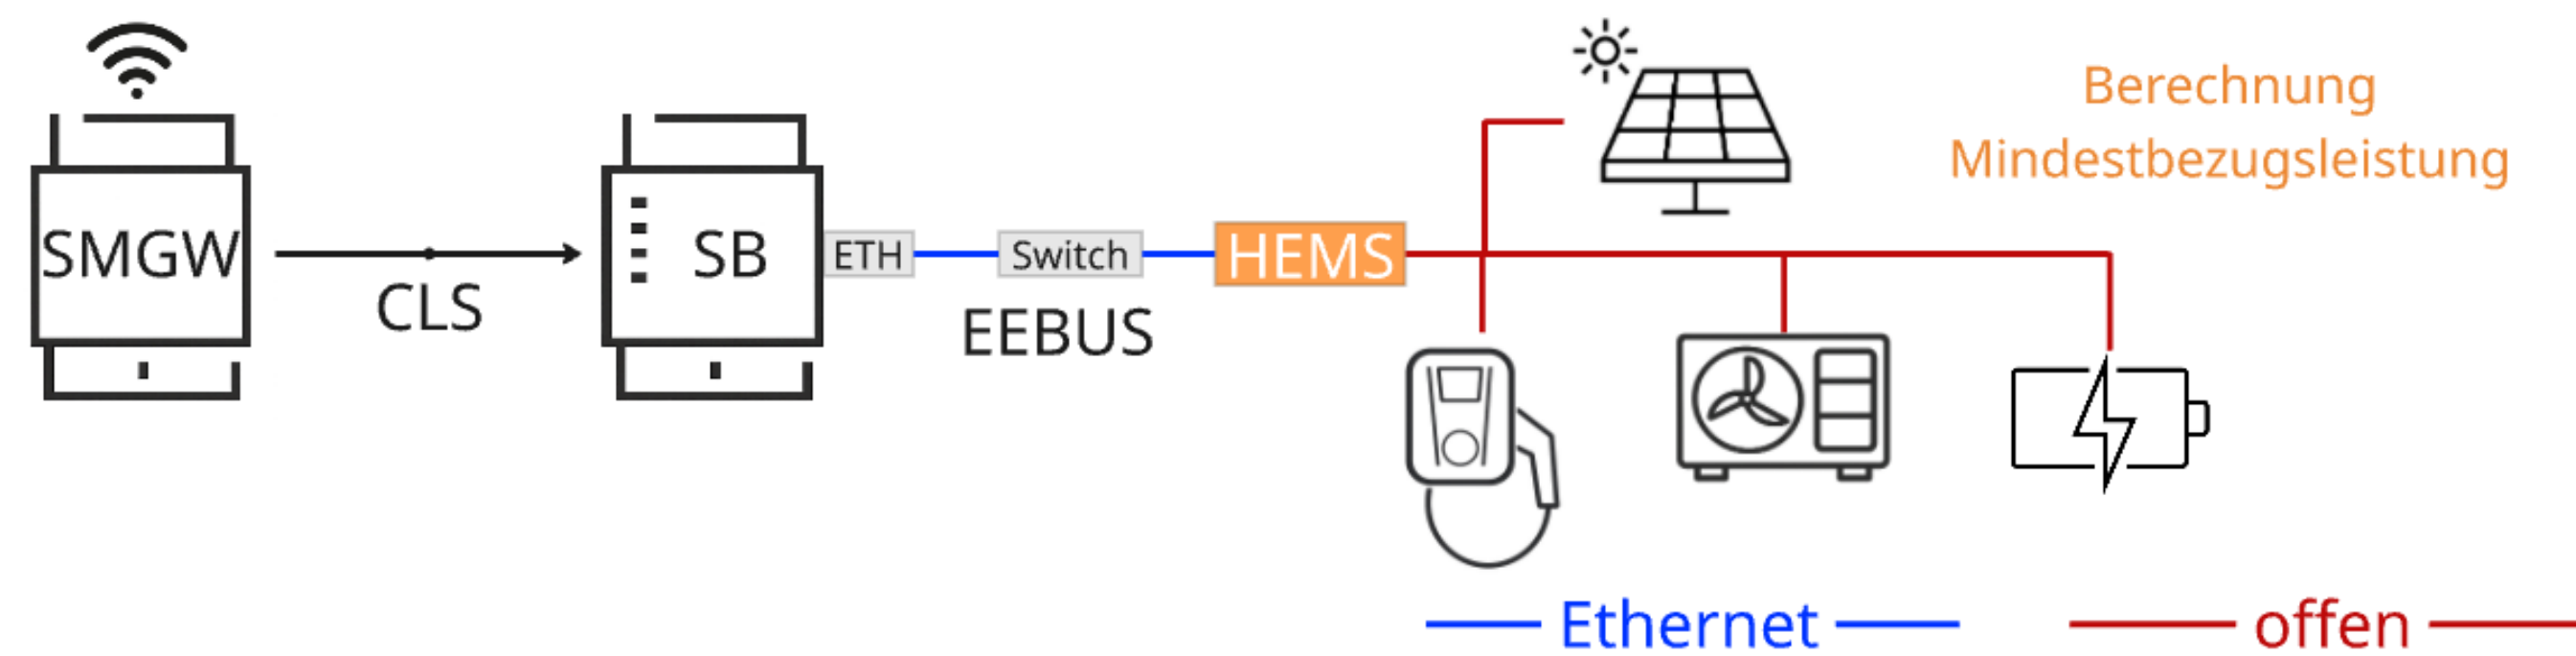 SMGW
CLS
SB
ETH
Switch
EEBUS
HEMS
Berechnung
Mindestbezugsleistung
Ethernet
offen